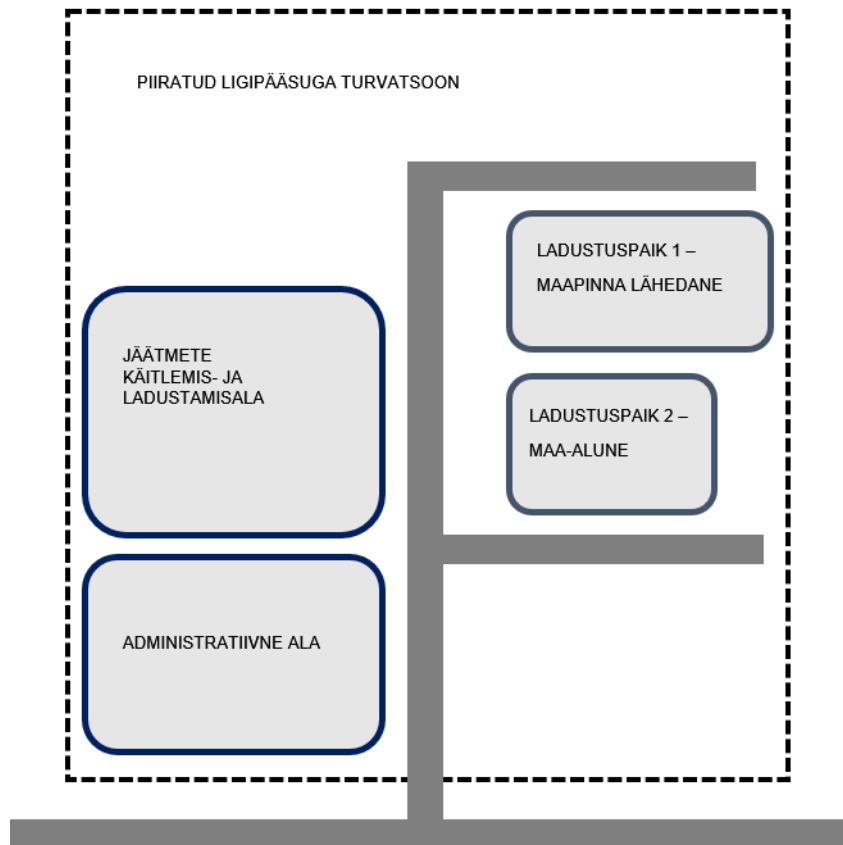 PIIRATUD LIGIPÄÄSUGA TURVATSOON
LADUSTUSPAIK 1 –
MAAPINNA LÄHEDANE
JÄÄTMETE
KÄITLEMIS- JA
LADUSTAMISALA
LADUSTUSPAIK 2 –
MAA-ALUNE
ADMINISTRATIIVNE ALA